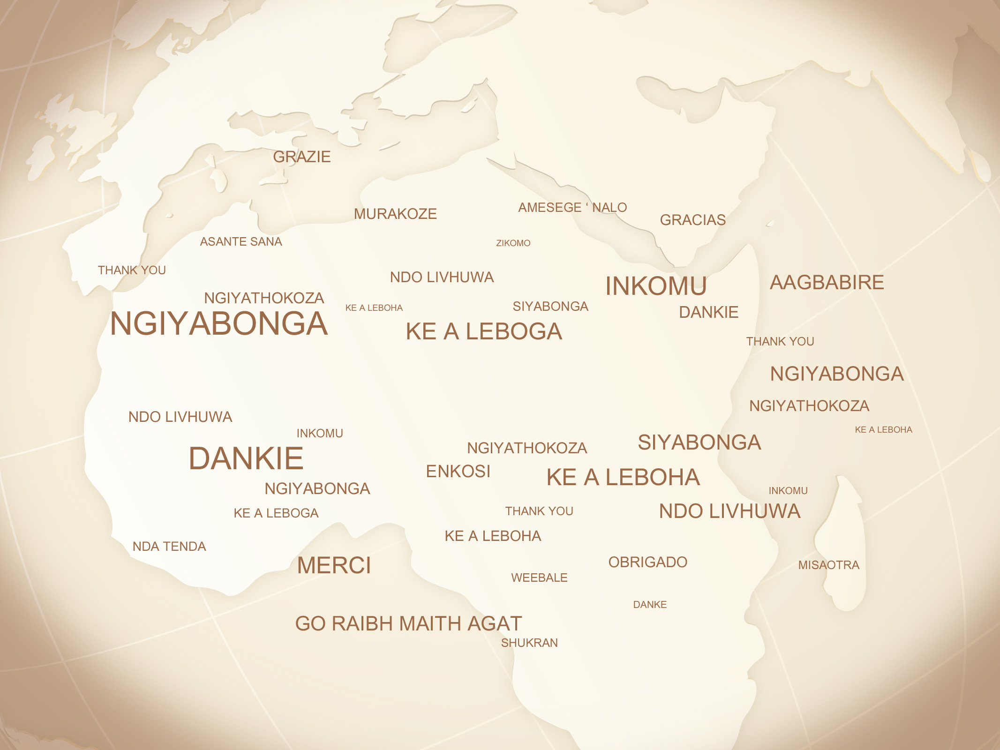 GRAZIE
MURAKOZE
AMESEGE ‘ NALO
GRACIAS
ASANTE SANA
ZIKOMO
THANK YOU
NDO LIVHUWA
INKOMU
AAGBABIRE
NGIYATHOKOZA
KE A LEBOHA
SIYABONGA
DANKIE
NGIYABONGA
KE A LEBOGA
THANK YOU
NGIYABONGA
NGIYATHOKOZA
NDO LIVHUWA
INKOMU
KE A LEBOHA
SIYABONGA
NGIYATHOKOZA
DANKIE
ENKOSI
KE A LEBOHA
NGIYABONGA
INKOMU
KE A LEBOGA
THANK YOU
NDO LIVHUWA
KE A LEBOHA
NDA TENDA
MERCI
OBRIGADO
MISAOTRA
WEEBALE
DANKE
GO RAIBH MAITH AGAT
SHUKRAN